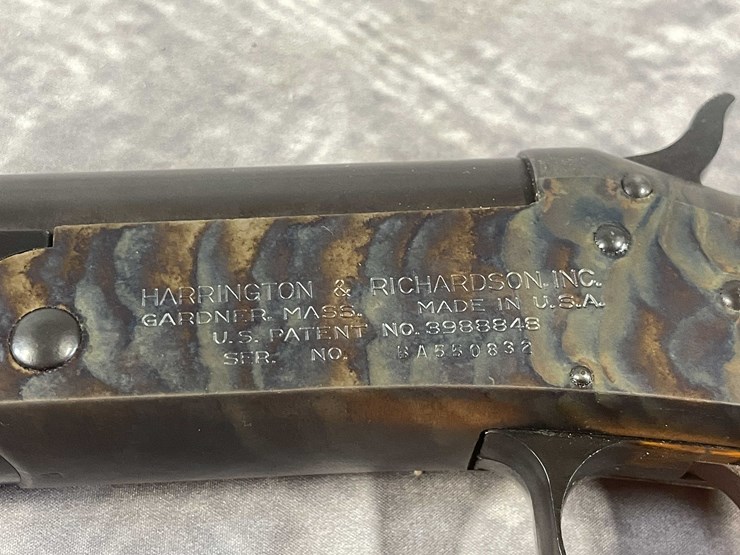 HARRINGTON & RICHARDSON, INC.
GARDNER, MASS. MADE IN U.S.A.
U.S. PATENT NO. 3988848
SER. NO. BA550832